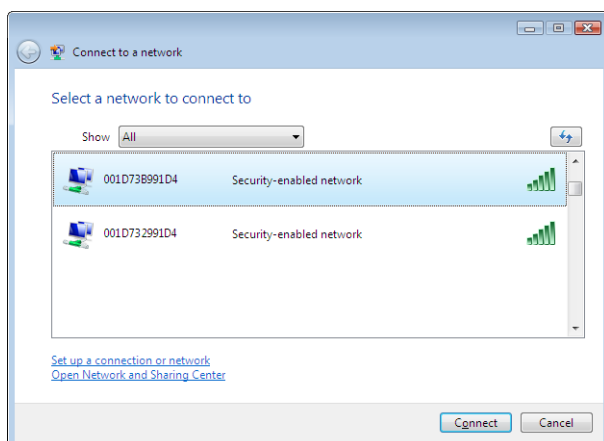 Connect to a network
Select a network to connect to
Show All
001D73B991D4 Security-enabled network
001D732991D4 Security-enabled network
Set up a connection or network
Open Network and Sharing Center
Connect Cancel